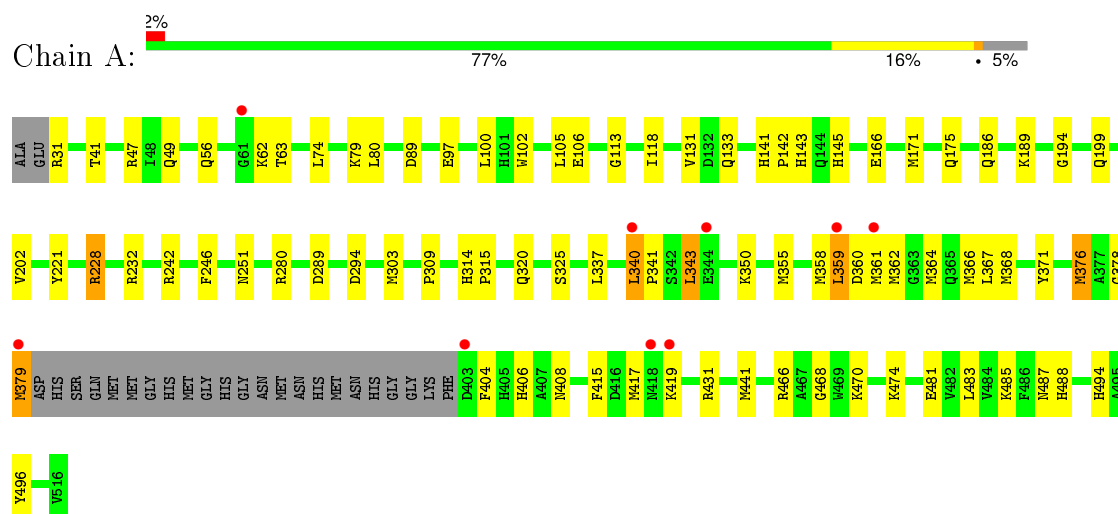 2%
Chain A:
77% 16% • 5%
ALA GLU R31 T41 R47 I48 Q49 Q56 G61 K62 T63 L74 K79 L80 D89 E97 L100 H101 W102 L105 E106 G113 I118 V131 D132 Q133 H141 P142 H143 Q144 H145 E166 M171 Q175 Q186 K189 G194 Q199
V202 Y221 R228 R232 R242 F246 N251 R280 D289 D294 M303 P309 H314 P315 Q320 S325 L337 L340 P341 S342 L343 E344 K350 M355 M358 L359 D360 M361 M362 G363 M364 Q365 M366 L367 M368 Y371 M376 A377 G378
M379 ASP HIS SER GLN MET MET GLY HIS MET GLY HIS GLY ASN MET ASN HIS MET ASN HIS GLY GLY LYS PHE D403 F404 H405 H406 A407 N408 F415 D416 M417 N418 K419 R431 M441 R466 A467 G468 W469 K470 K474 E481 V482 L483 V484 K485 F486 N487 H488 H494 A495
Y496 V516